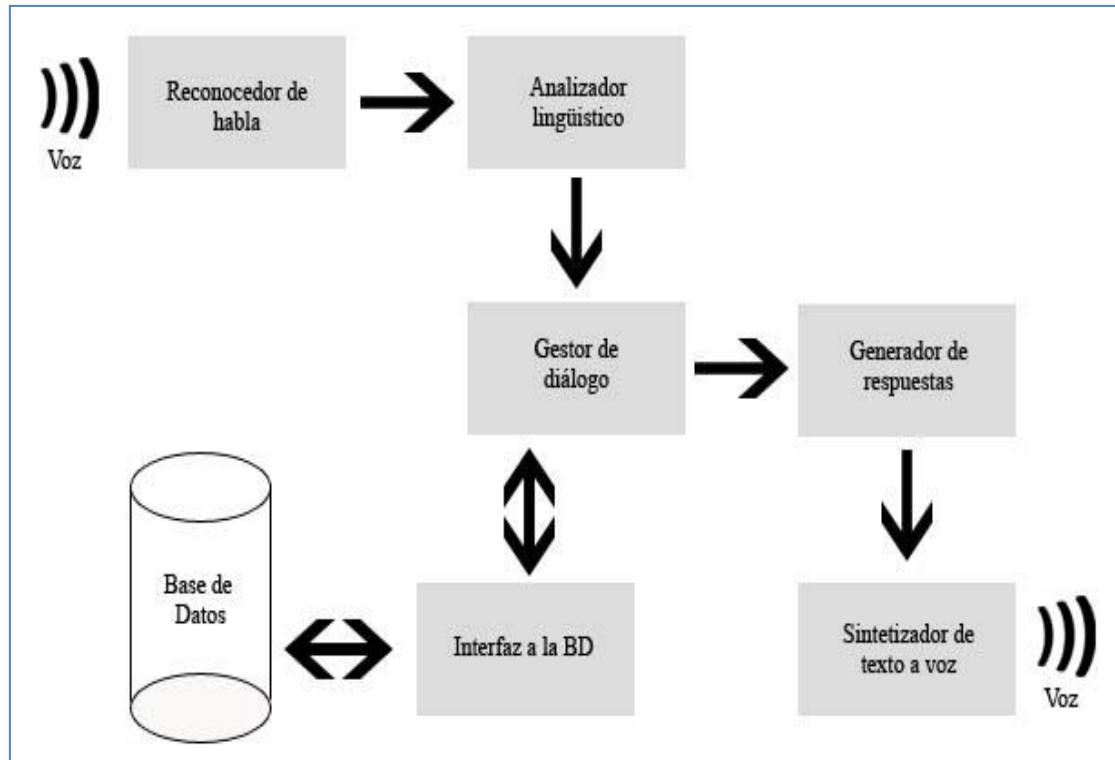 Voz
Reconocedor de
habla
Analizador
lingüistico
Gestor de
diálogo
Generador de
respuestas
Base de
Datos
Interfaz a la BD
Sintetizador de
texto a voz
Voz